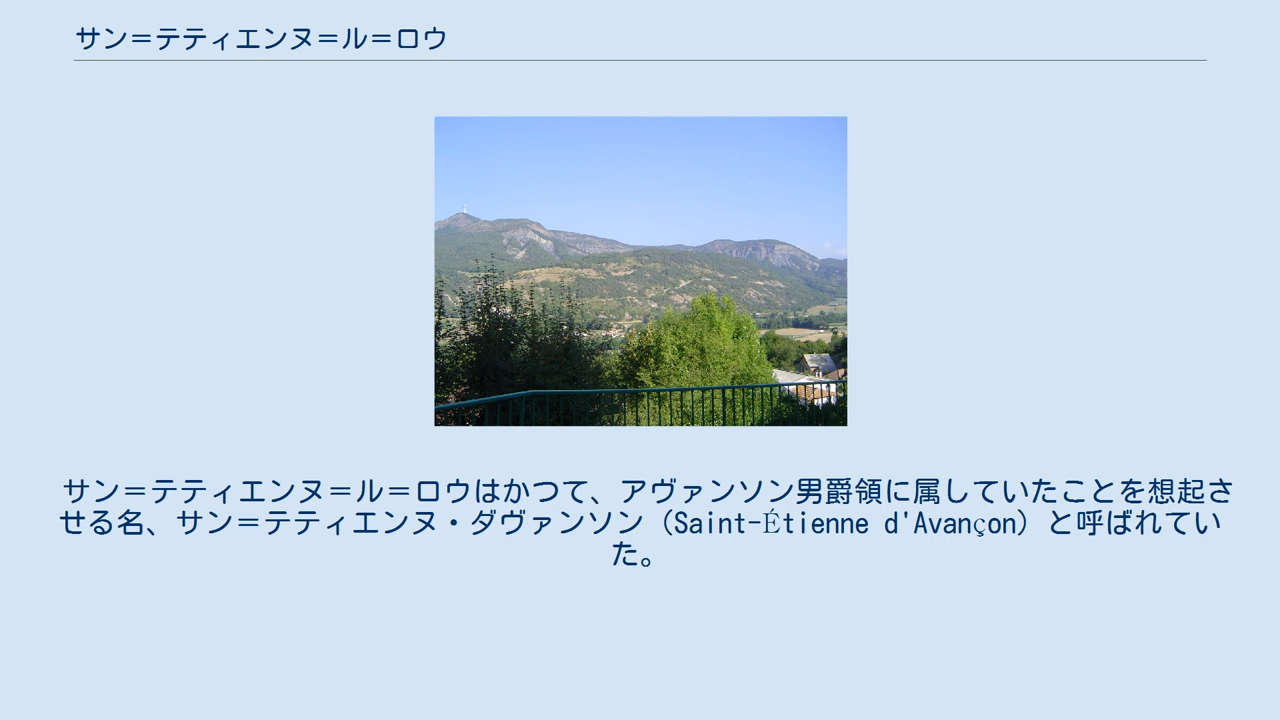 サン＝テティエンヌ＝ル＝ロウ
サン＝テティエンヌ＝ル＝ロウはかつて、アヴァンソン男爵領に属していたことを想起さ
せる名、サン＝テティエンヌ・ダヴァンソン（Saint-Étienne d'Avançon）と呼ばれてい
た。